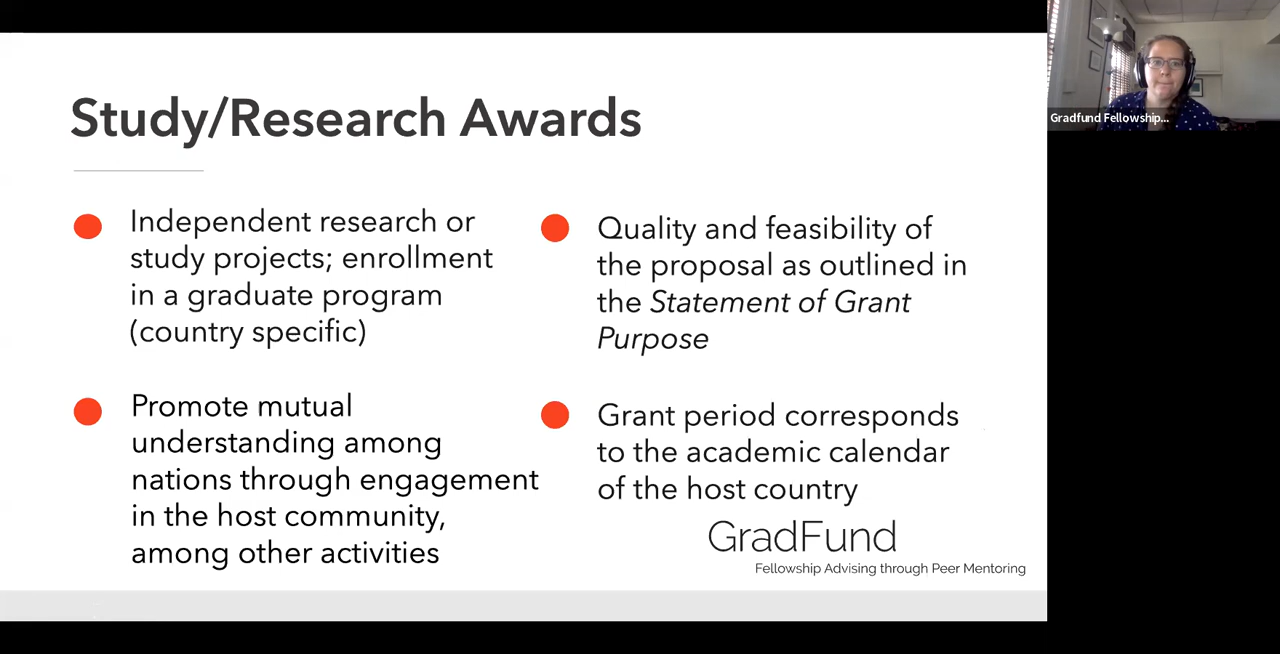 Study/Research Awards
Independent research or
study projects; enrollment
in a graduate program
(country specific)
Promote mutual
understanding among
nations through engagement
in the host community,
among other activities
Quality and feasibility of
the proposal as outlined in
the Statement of Grant
Purpose
Grant period corresponds
to the academic calendar
of the host country
GradFund
Fellowship Advising through Peer Mentoring
Gradfund Fellowship...